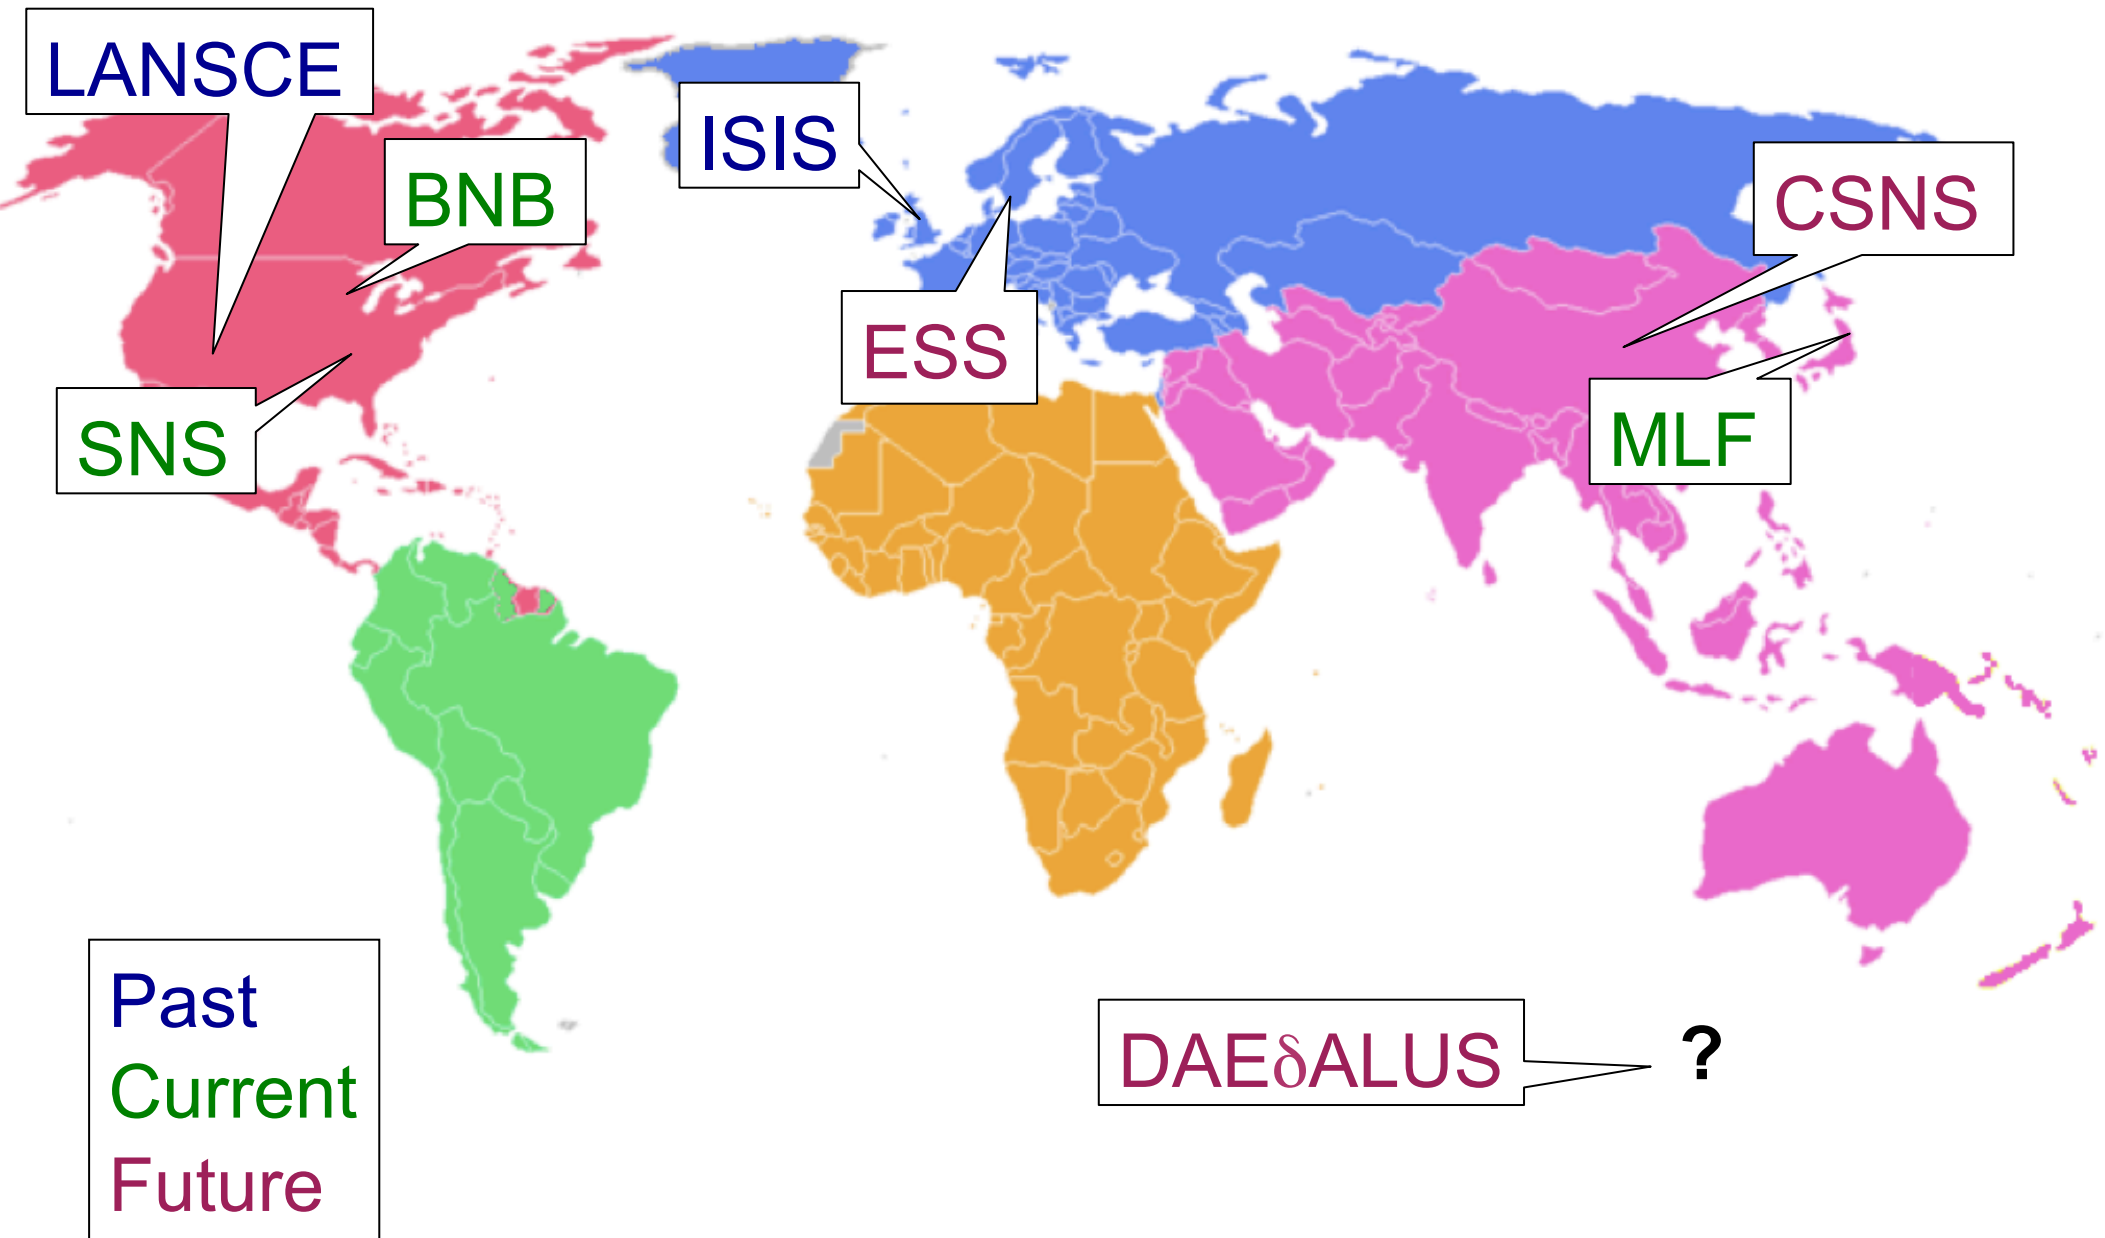 LANSCE
BNB
ISIS
CSNS
ESS
SNS
MLF
DAEδALUS
?
Past
Current
Future